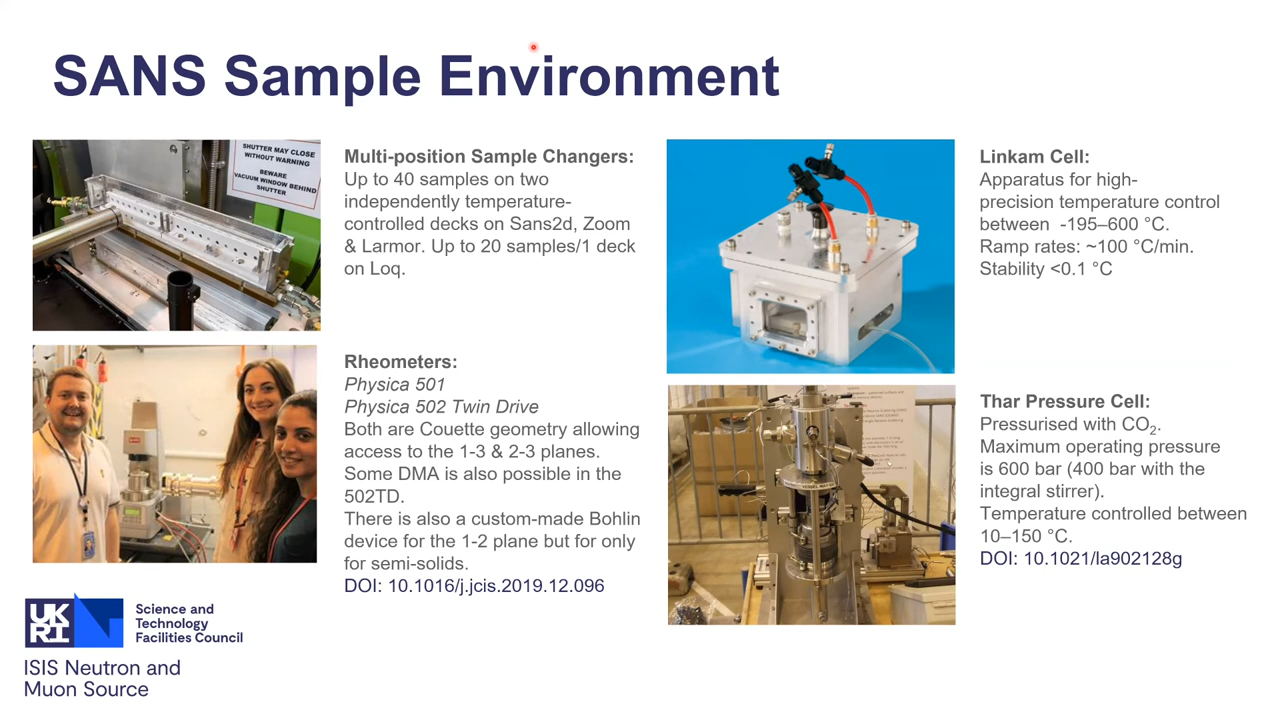 SANS Sample Environment
SHUTTER MAY CLOSE
WITHOUT WARNING
BEWARE
VACUUM WINDOW BEHIND
SHUTTER
Multi-position Sample Changers:
Up to 40 samples on two
independently temperature-
controlled decks on Sans2d, Zoom
& Larmor. Up to 20 samples/1 deck
on Loq.
Rheometers:
Physica 501
Physica 502 Twin Drive
Both are Couette geometry allowing
access to the 1-3 & 2-3 planes.
Some DMA is also possible in the
502TD.
There is also a custom-made Bohlin
device for the 1-2 plane but for only
for semi-solids.
DOI: 10.1016/j.jcis.2019.12.096
Linkam Cell:
Apparatus for high-
precision temperature control
between  -195–600 °C.
Ramp rates: ~100 °C/min.
Stability <0.1 °C
Thar Pressure Cell:
Pressurised with CO₂.
Maximum operating pressure
is 600 bar (400 bar with the
integral stirrer).
Temperature controlled between
10–150 °C.
DOI: 10.1021/la902128g
UK
RI
Science and
Technology
Facilities Council
ISIS Neutron and
Muon Source